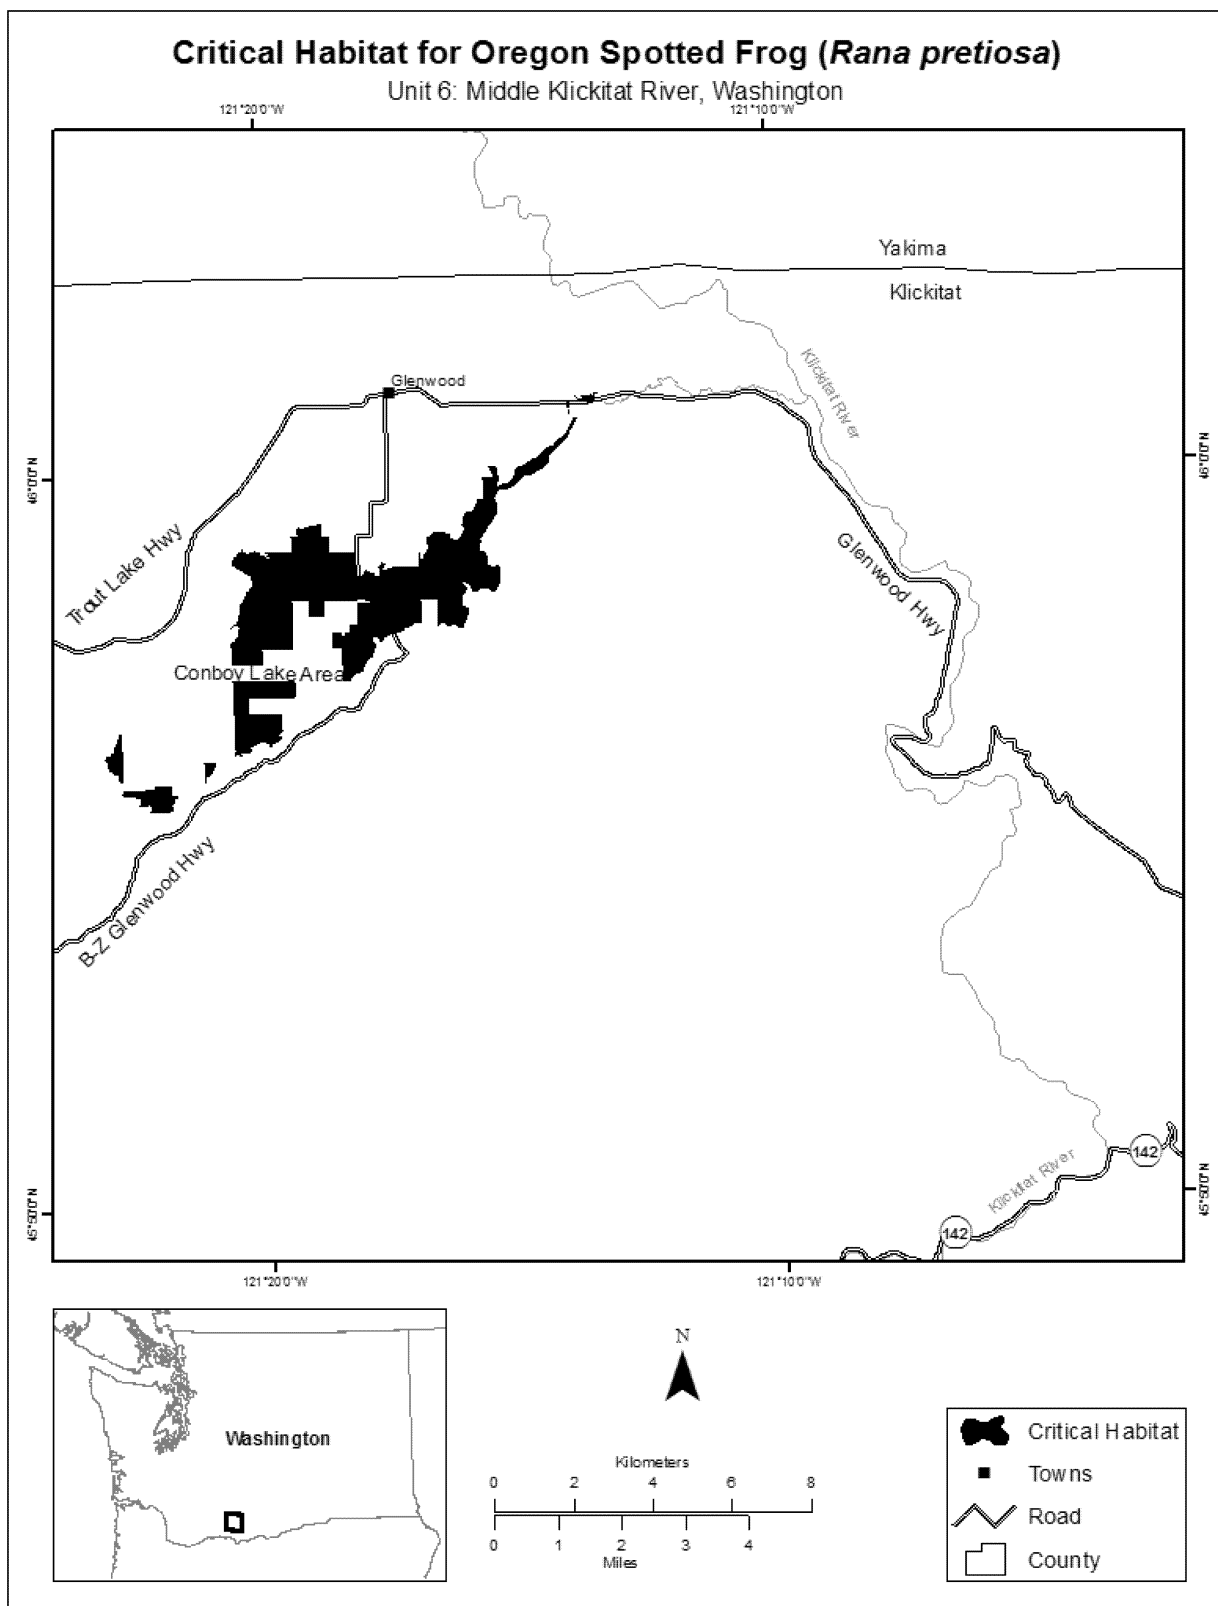 Critical Habitat for Oregon Spotted Frog (Rana pretiosa)
Unit 6: Middle Klickitat River, Washington
121°20'0"W
121°10'0"W
Yakima
Klickitat
Klickitat River
Glenwood
46°0'0"N
46°0'0"N
Trout Lake Hwy
Glenwood Hwy
Conboy Lake Area
B-Z Glenwood Hwy
142
Klickitat River
142
45°50'0"N
45°50'0"N
121°20'0"W
121°10'0"W
Washington
N
Kilometers
0 2 4 6 8
0 1 2 3 4
Miles
Critical Habitat
Towns
Road
County